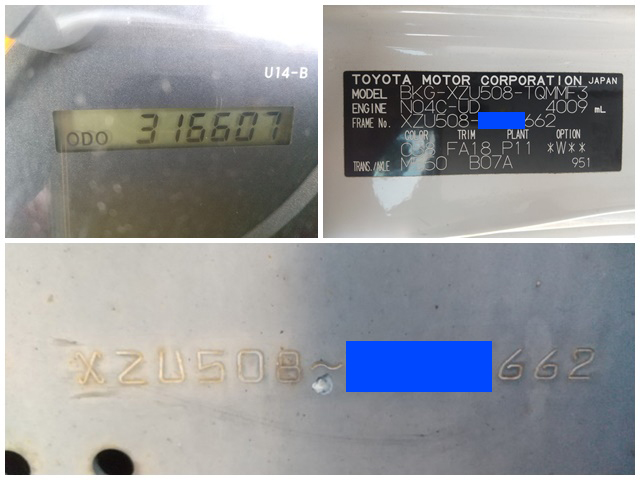 U14-B
ODO 316607
TOYOTA MOTOR CORPORATION JAPAN
MODEL BKG-XZU508-TQMMF3
ENGINE N04C-UD 4009 mL
FRAME No. XZU508- 662
COLOR TRIM PLANT OPTION
FA18 P11 *W**
TRANS./AXLE B07A 951
XZU508~ 662